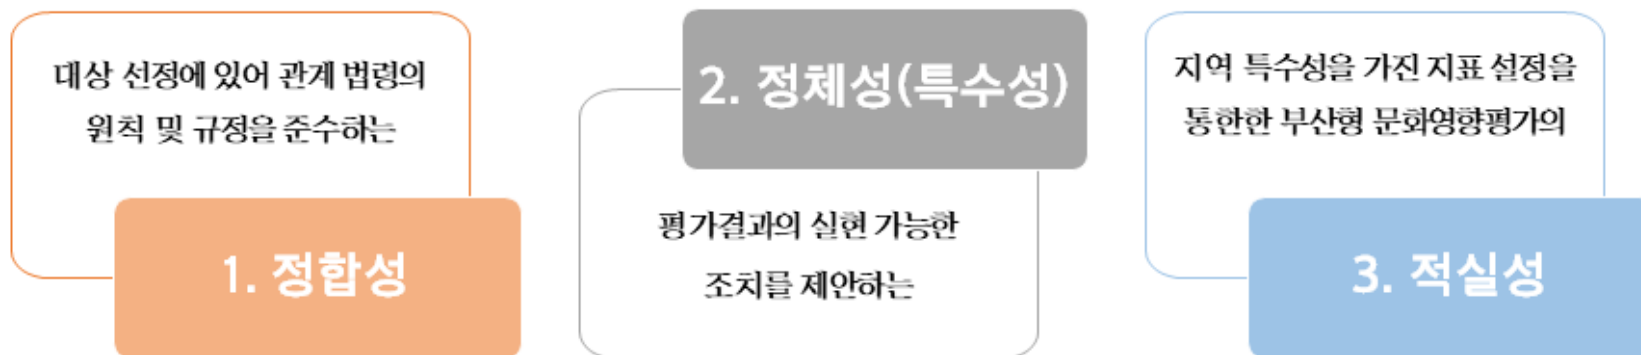 대상 선정에 있어 관계 법령의
원칙 및 규정을 준수하는
1. 정합성
2. 정체성(특수성)
평가결과의 실현 가능한
조치를 제안하는
지역 특수성을 가진 지표 설정을
통한한 부산형 문화영향평가의
3. 적실성